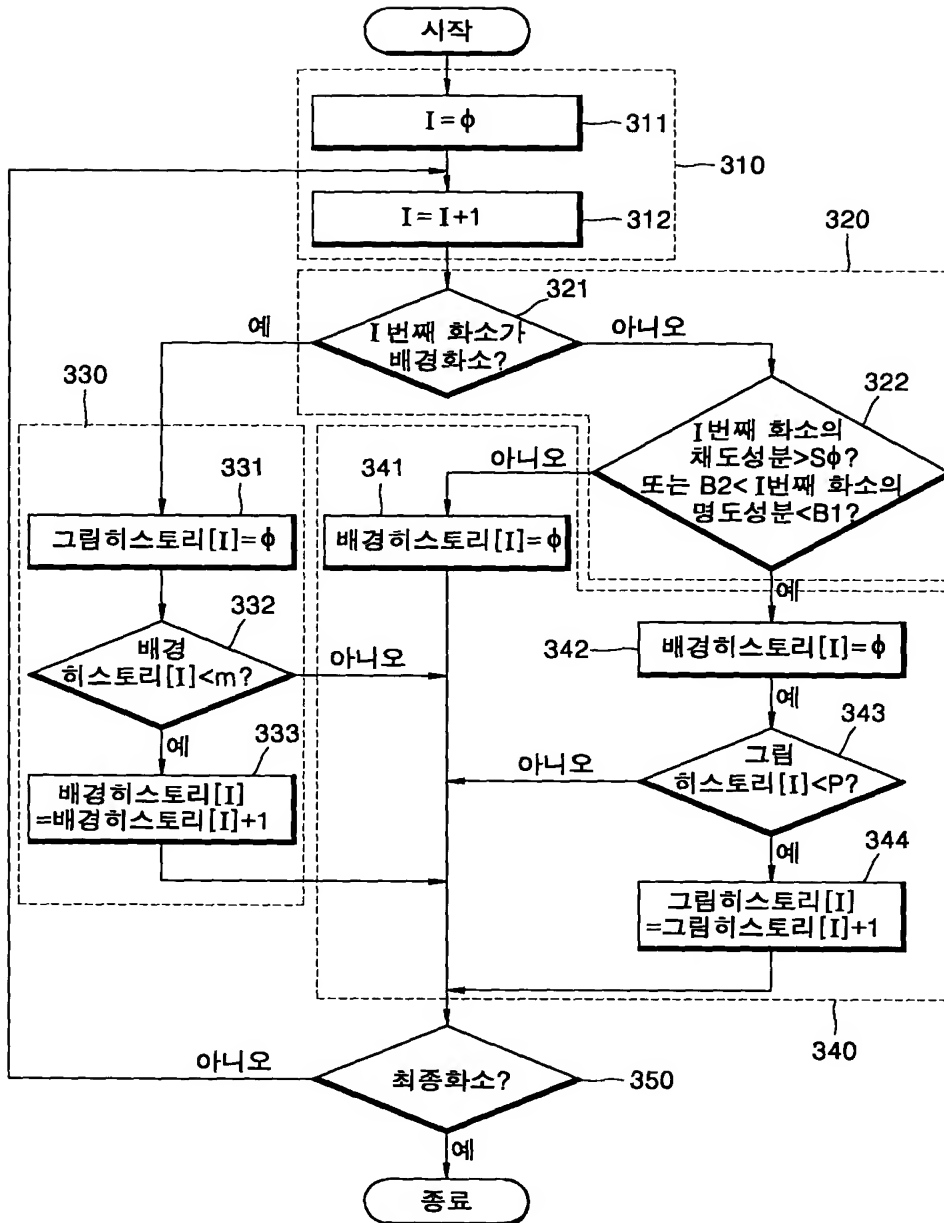 시작
I=ϕ
311
310
I=I+1
312
320
321
예
I번째 화소가
배경화소?
아니오
330
322
I번째 화소의
채도성분>Sϕ?
또는 B2< I번째 화소의
명도성분<B1?
아니오
331
341
그림히스토리[I]=ϕ
배경히스토리[I]=ϕ
예
332
배경
히스토리[I]<m?
아니오
342
배경히스토리[I]=ϕ
예
343
예
333
그림
히스토리[I]<P?
아니오
배경히스토리[I]
=배경히스토리[I]+1
예
344
그림히스토리[I]
=그림히스토리[I]+1
340
아니오
최종화소?
350
예
종료